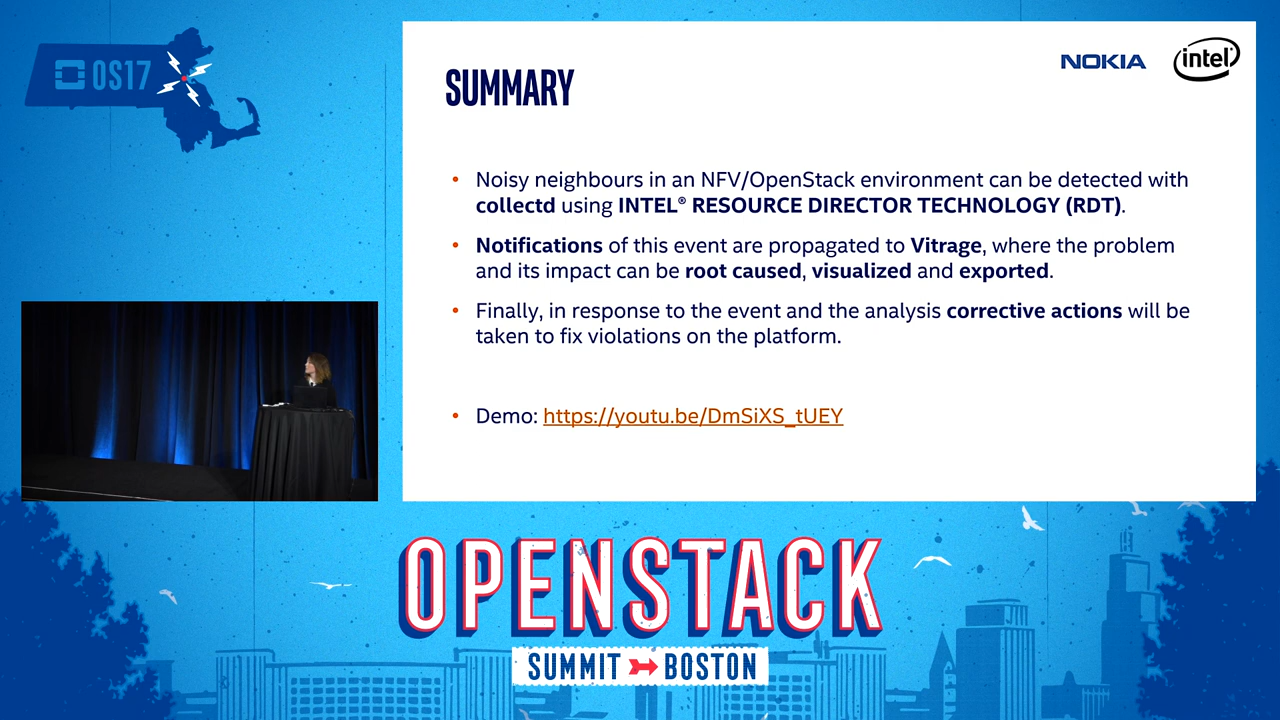 OS17
NOKIA
intel
SUMMARY
• Noisy neighbours in an NFV/OpenStack environment can be detected with
collectd using INTEL® RESOURCE DIRECTOR TECHNOLOGY (RDT).
• Notifications of this event are propagated to Vitrage, where the problem
and its impact can be root caused, visualized and exported.
• Finally, in response to the event and the analysis corrective actions will be
taken to fix violations on the platform.
• Demo: https://youtu.be/DmSiXS_tUEY
OPENSTACK
SUMMIT BOSTON